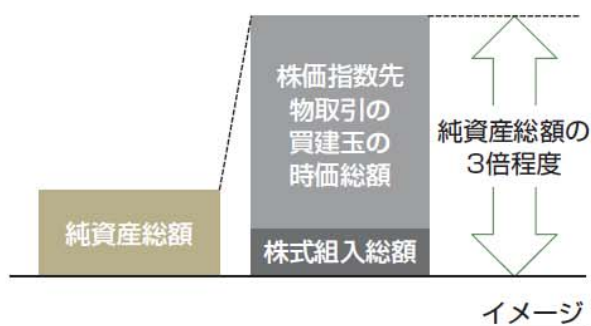 純資産総額
株価指数先
物取引の
買建玉の
時価総額
株式組入総額
純資産総額の
3倍程度
イメージ